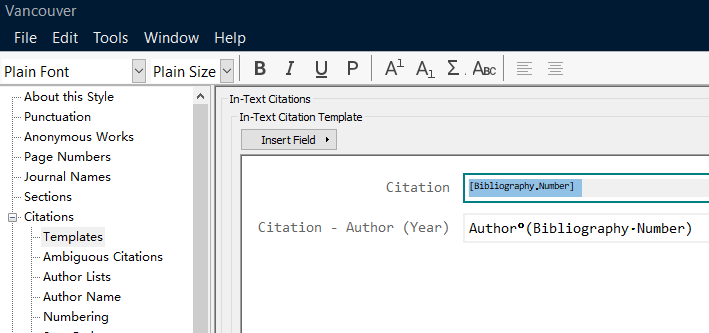 Vancouver
File Edit Tools Window Help
Plain Font Plain Size B I U P A¹ A₁ Σ ABC
About this Style
Punctuation
Anonymous Works
Page Numbers
Journal Names
Sections
Citations
Templates
Ambiguous Citations
Author Lists
Author Name
Numbering
In-Text Citations
In-Text Citation Template
Insert Field
Citation [Bibliography.Number]
Citation - Author (Year) Author°(Bibliography·Number)